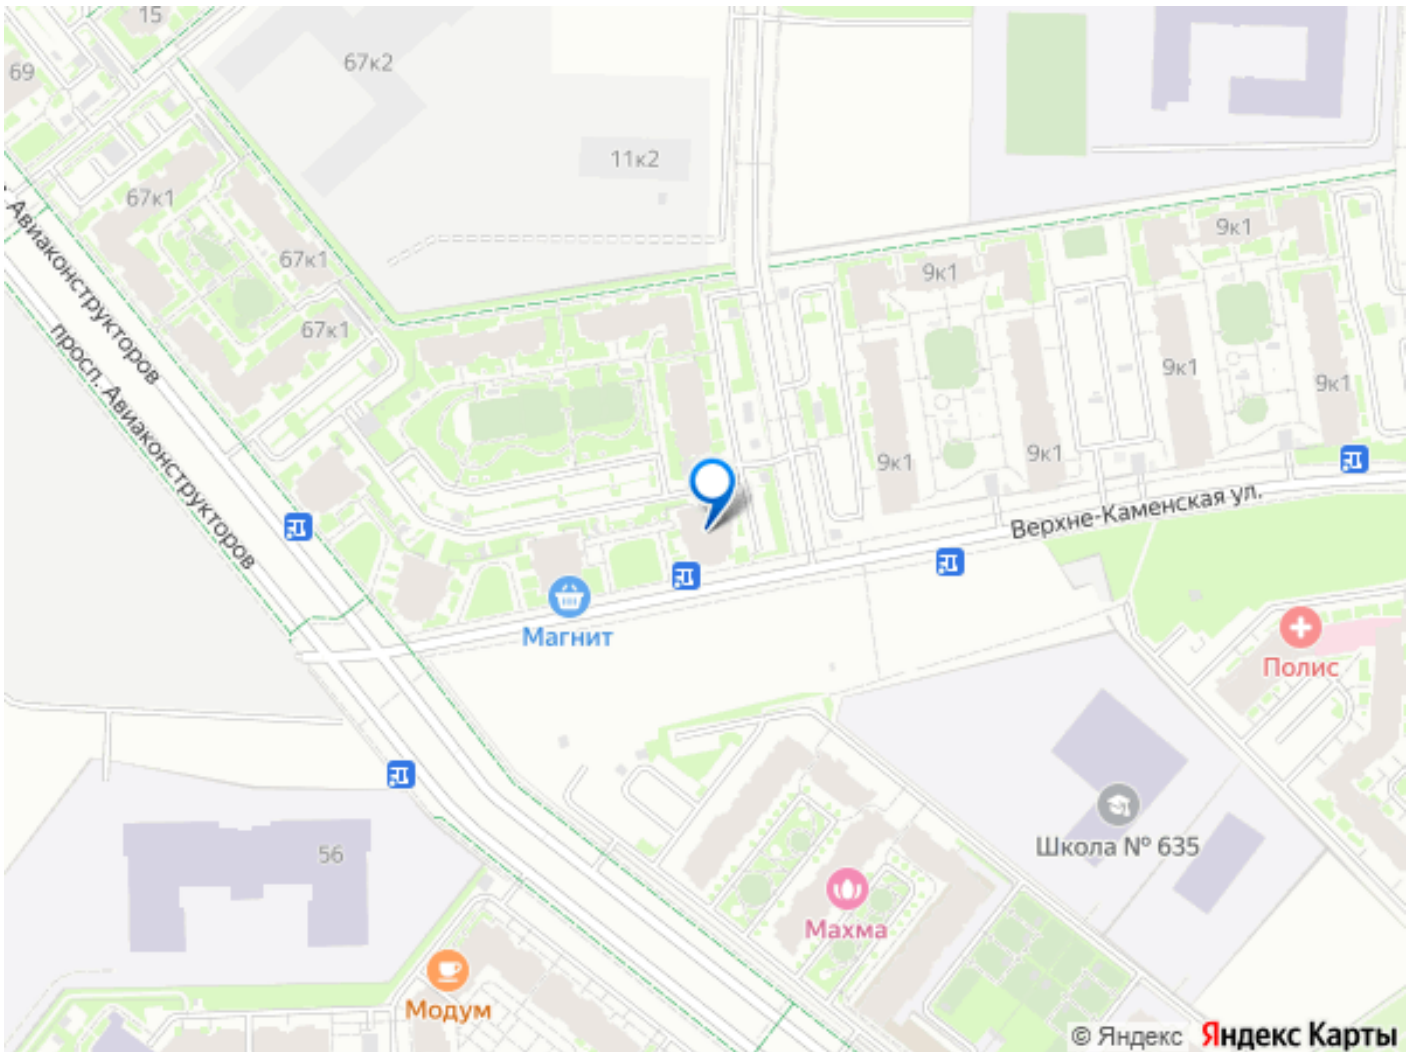 15
69
67к2
11к2
67к1
67к1
67к1
Авиаконструкторов
просп. Авиаконструкторов
9к1
9к1
9к1
9к1
9к1
9к1
Верхне-Каменская ул.
Магнит
Полис
Школа № 635
56
Махма
Модум
© Яндекс Яндекс Карты